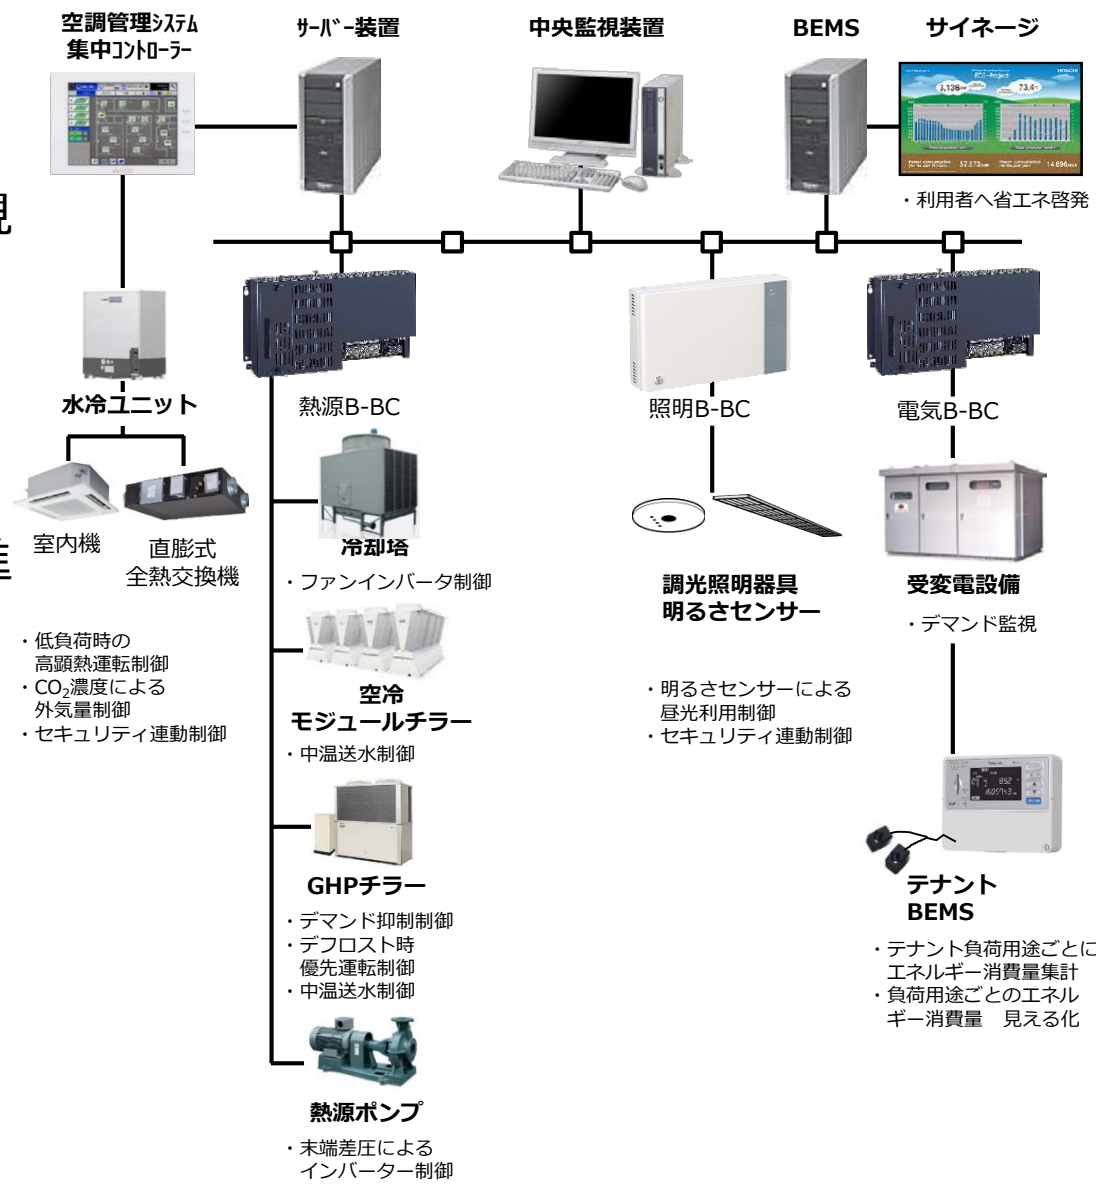 空調管理ｼｽﾃﾑ
集中ｺﾝﾄﾛｰﾗｰ
ｻｰﾊﾞｰ装置
中央監視装置
BEMS
サイネージ
ECO-Project
HITACHI
3,136
73.4
57,573
14,696
・利用者へ省エネ啓発
視
水冷ユニット
熱源B-BC
照明B-BC
電気B-BC
室内機
直膨式
全熱交換機
・低負荷時の
高顕熱運転制御
・CO₂濃度による
外気量制御
・セキュリティ連動制御
冷却塔
・ファンインバータ制御
空冷
モジュールチラー
・中温送水制御
GHPチラー
・デマンド抑制制御
・デフロスト時
優先運転制御
・中温送水制御
熱源ポンプ
・末端差圧による
インバーター制御
調光照明器具
明るさセンサー
・明るさセンサーによる
昼光利用制御
・セキュリティ連動制御
受変電設備
・デマンド監視
テナント
BEMS
・テナント負荷用途ごとに
エネルギー消費量集計
・負荷用途ごとのエネル
ギー消費量　見える化